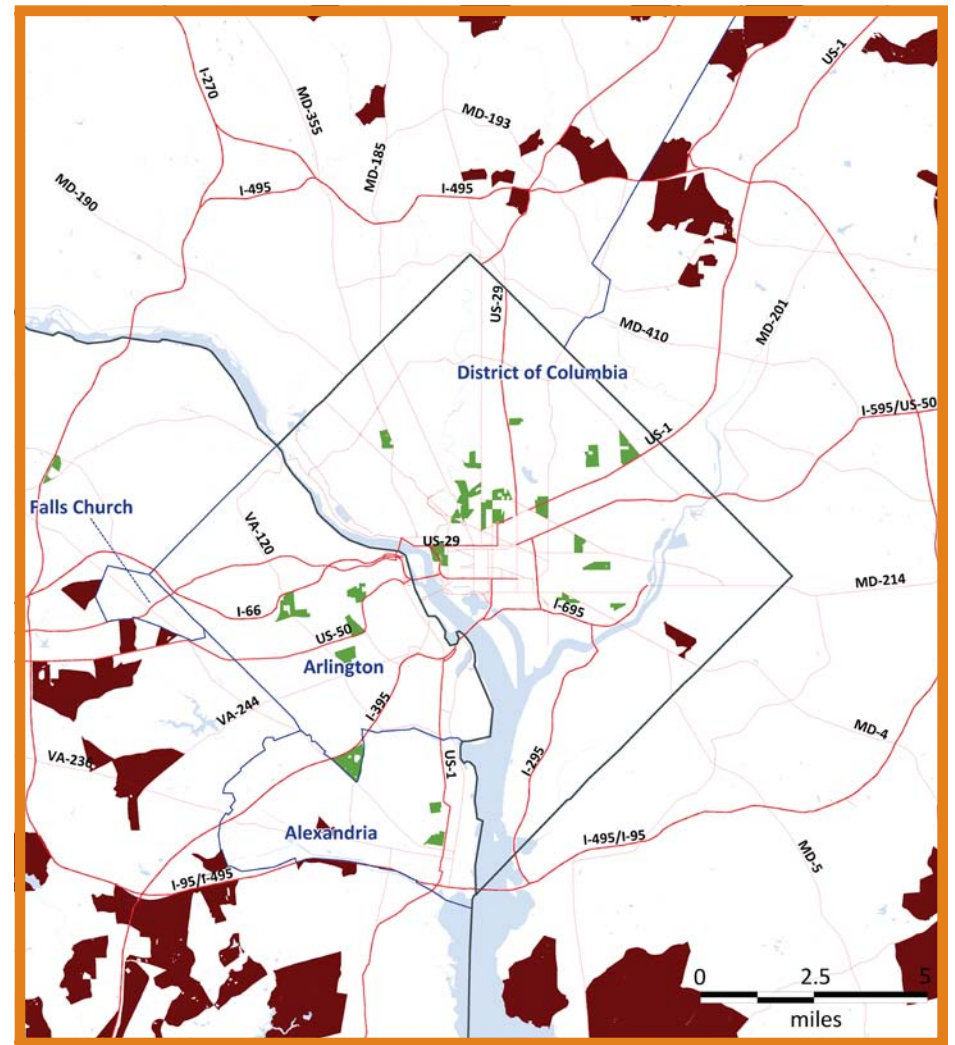 US-1
I-270
MD-355
MD-193
MD-185
I-495
I-495
MD-190
US-29
MD-201
MD-410
District of Columbia
I-595/US-50
US-1
Falls Church
VA-120
US-29
MD-214
I-66
I-695
US-50
Arlington
I-395
VA-244
MD-4
VA-236
US-1
I-295
Alexandria
I-495/I-95
MD-5
I-95/I-495
0 2.5 5
miles